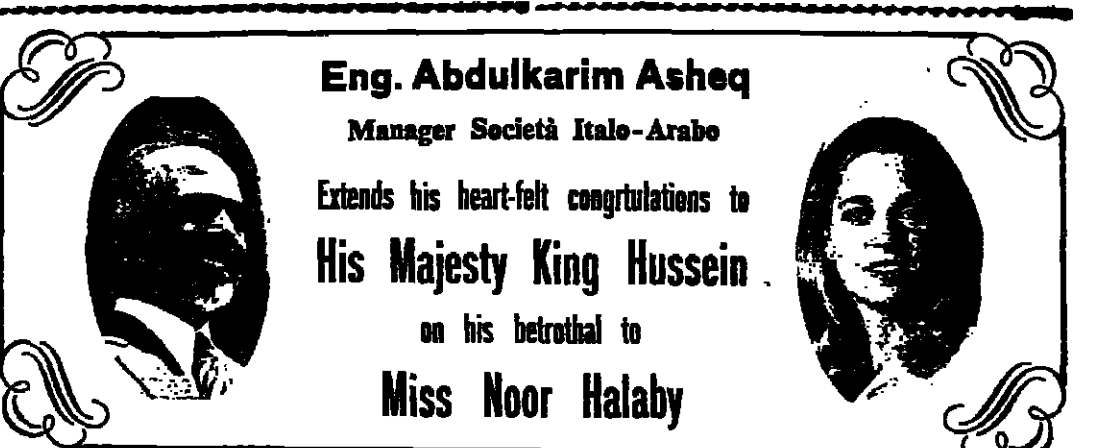 Eng. Abdulkarim Asheq
Manager Società Italo-Arabo
Extends his heart-felt congrtulations to
His Majesty King Hussein
on his betrothal to
Miss Noor Halaby